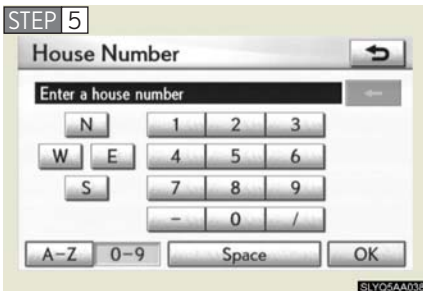 STEP 5
House Number
Enter a house number
N 1 2 3
W E 4 5 6
S 7 8 9
- 0 /
A-Z 0-9 Space OK
SLYO5AA038